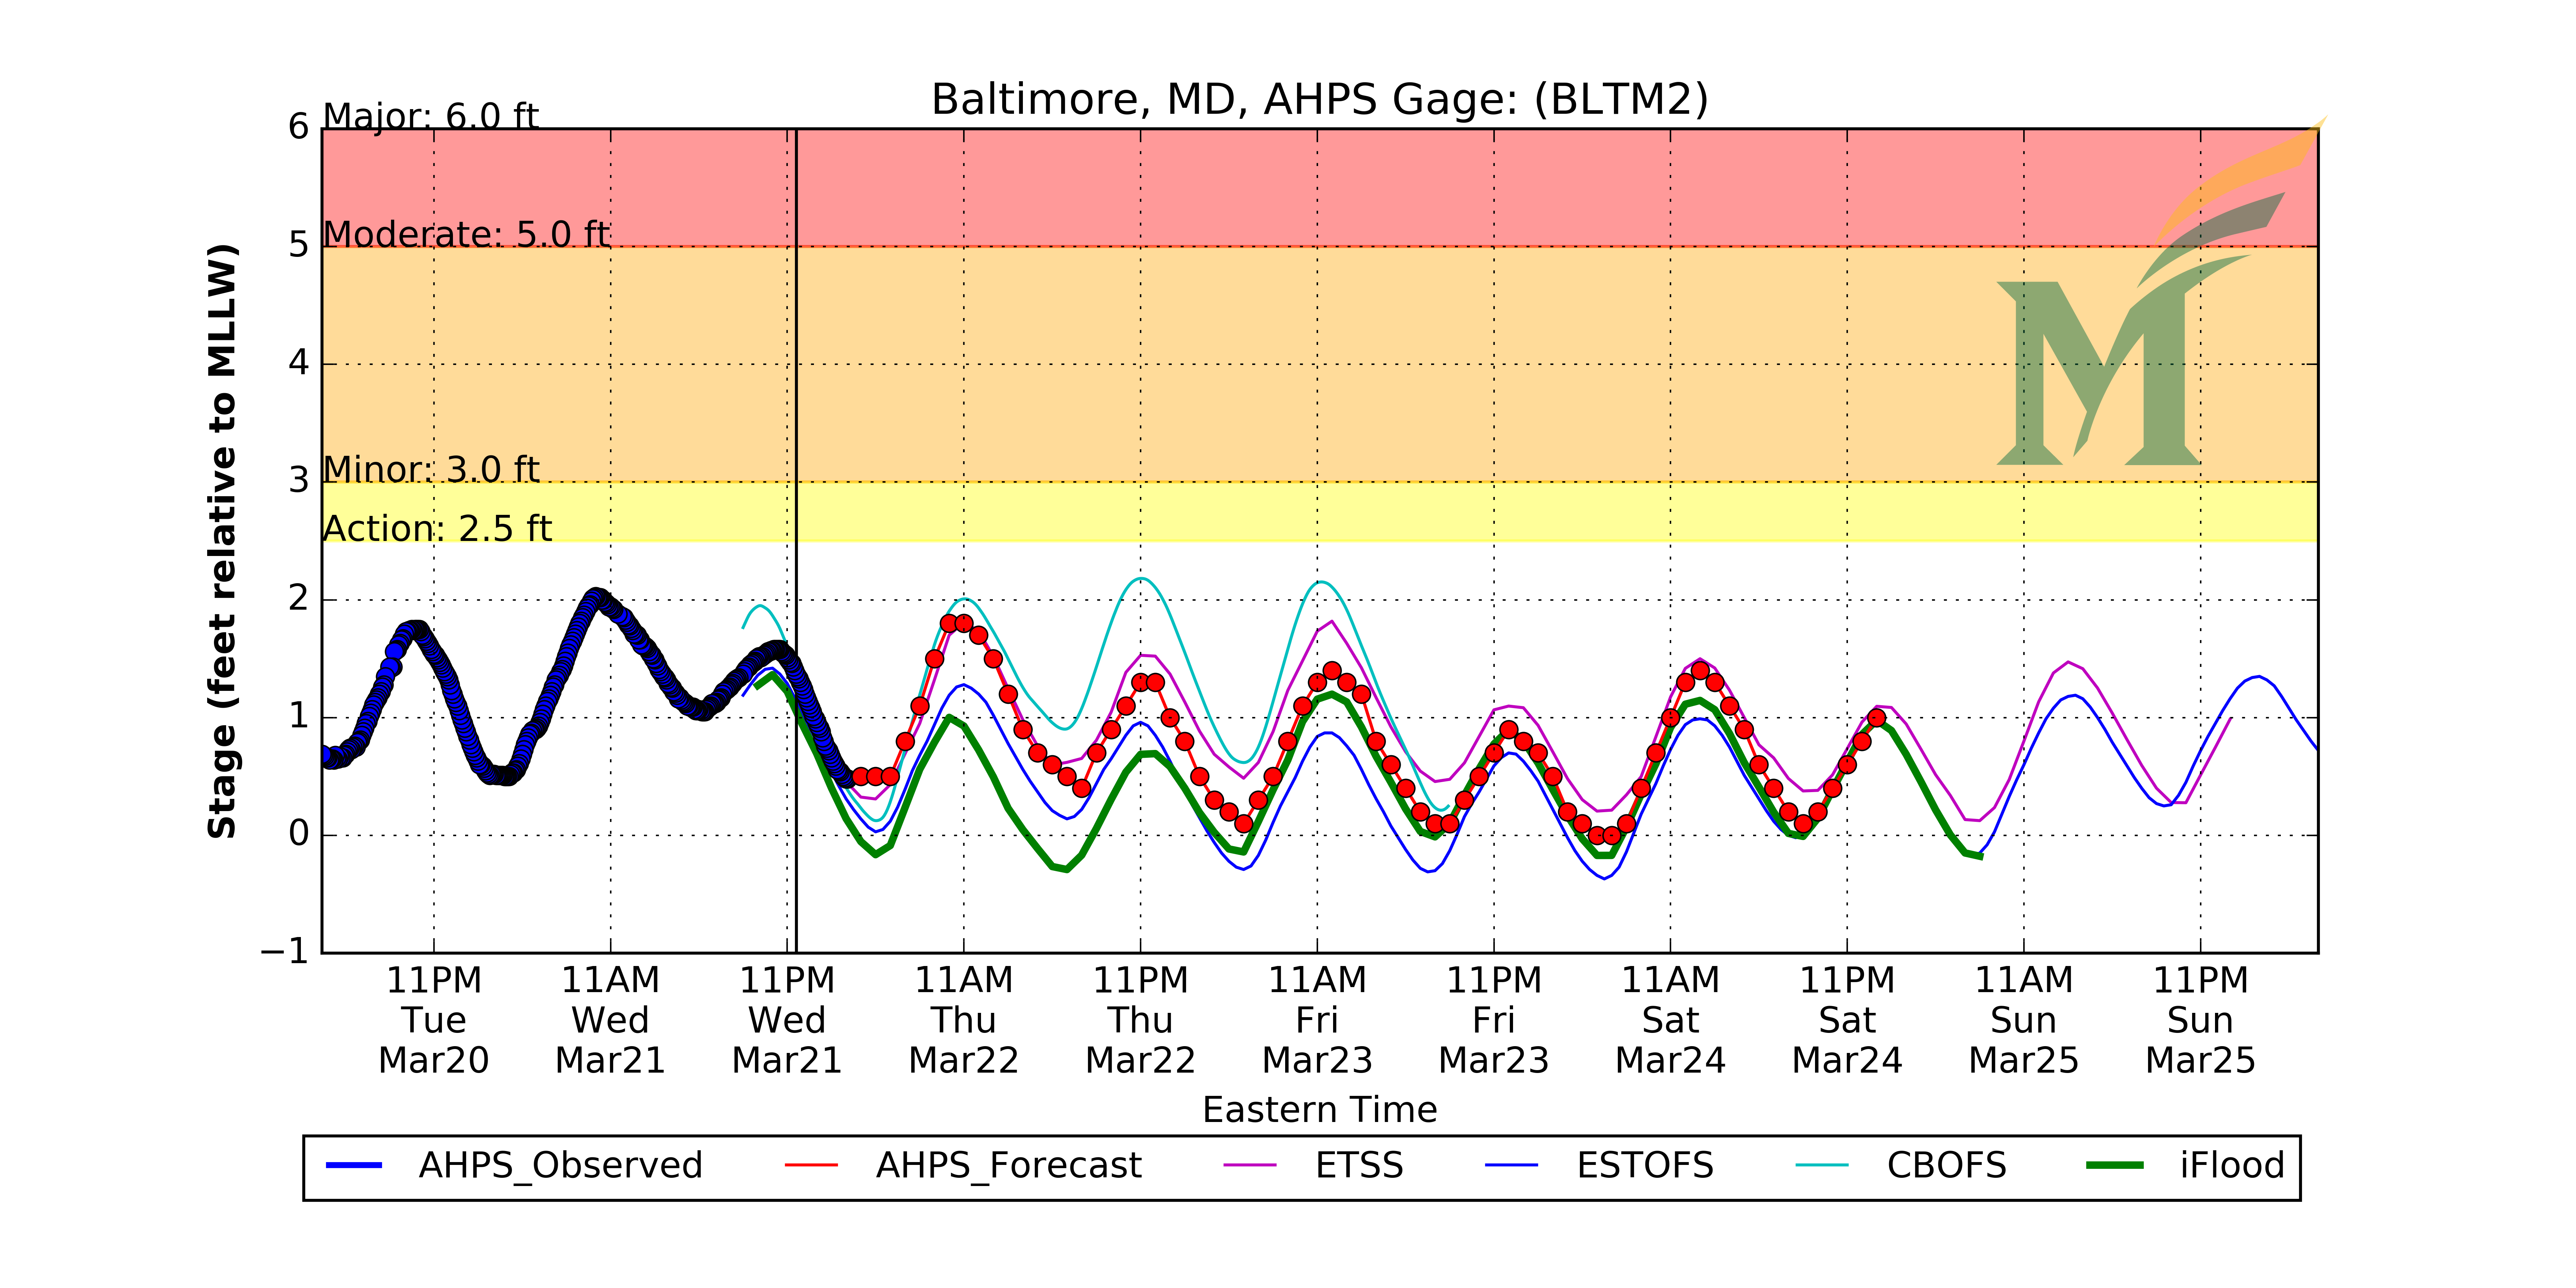 Baltimore, MD, AHPS Gage: (BLTM2)
Stage (feet relative to MLLW)
6
5
4
3
2
1
0
−1
Major: 6.0 ft
Moderate: 5.0 ft
Minor: 3.0 ft
Action: 2.5 ft
M
11PM 11AM 11PM 11AM 11PM 11AM 11PM 11AM 11PM 11AM 11PM
Tue Wed Wed Thu Thu Fri Fri Sat Sat Sun Sun
Mar20 Mar21 Mar21 Mar22 Mar22 Mar23 Mar23 Mar24 Mar24 Mar25 Mar25
Eastern Time
AHPS_Observed AHPS_Forecast ETSS ESTOFS CBOFS iFlood